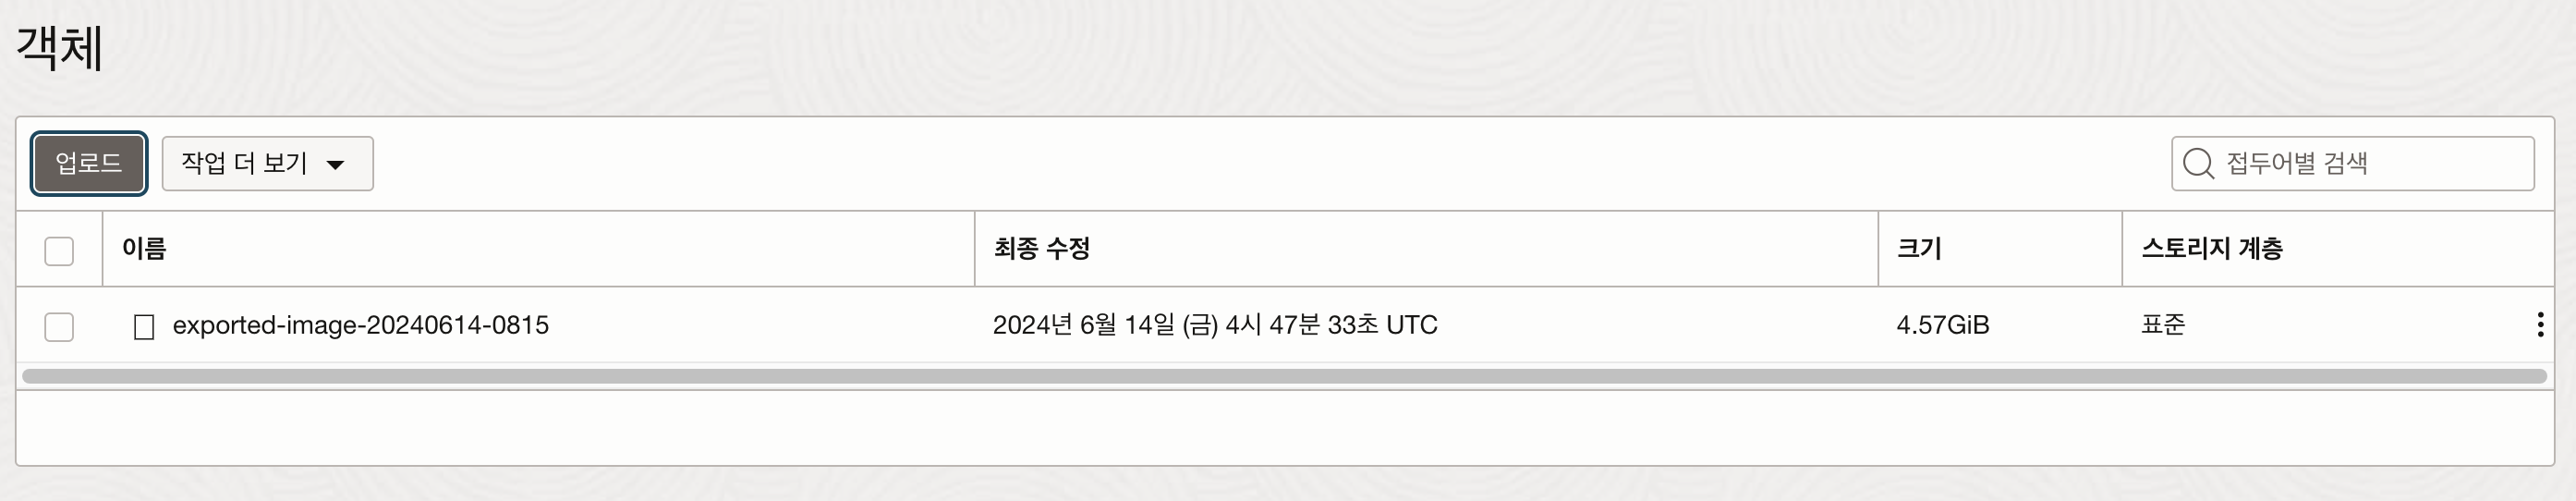 객체
업로드 작업 더 보기 접두어별 검색
이름 최종 수정 크기 스토리지 계층
exported-image-20240614-0815 2024년 6월 14일 (금) 4시 47분 33초 UTC 4.57GiB 표준